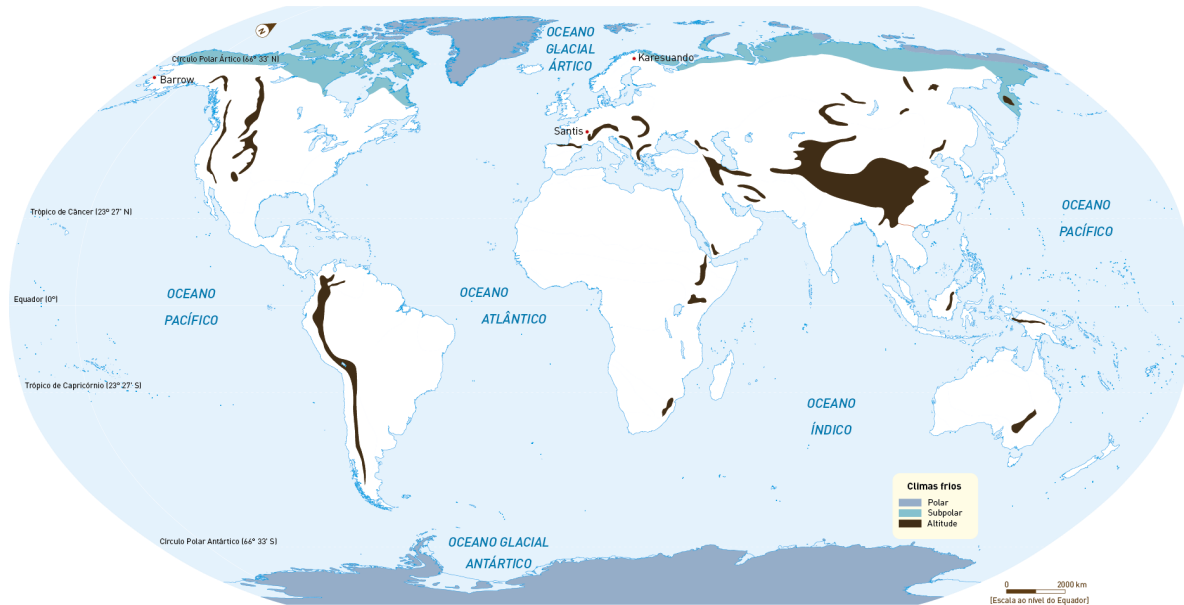 OCEANO
GLACIAL
ÁRTICO
N
Círculo Polar Ártico (66° 33' N)
Barrow
Karesuando
Santis
Trópico de Câncer (23° 27' N)
OCEANO
PACÍFICO
Equador (0°)
OCEANO
PACÍFICO
OCEANO
ATLÂNTICO
Trópico de Capricórnio (23° 27' S)
OCEANO
ÍNDICO
Climas frios
Polar
Subpolar
Altitude
Círculo Polar Antártico (66° 33' S)
OCEANO GLACIAL
ANTÁRTICO
0 2000 km
[Escala ao nível do Equador]